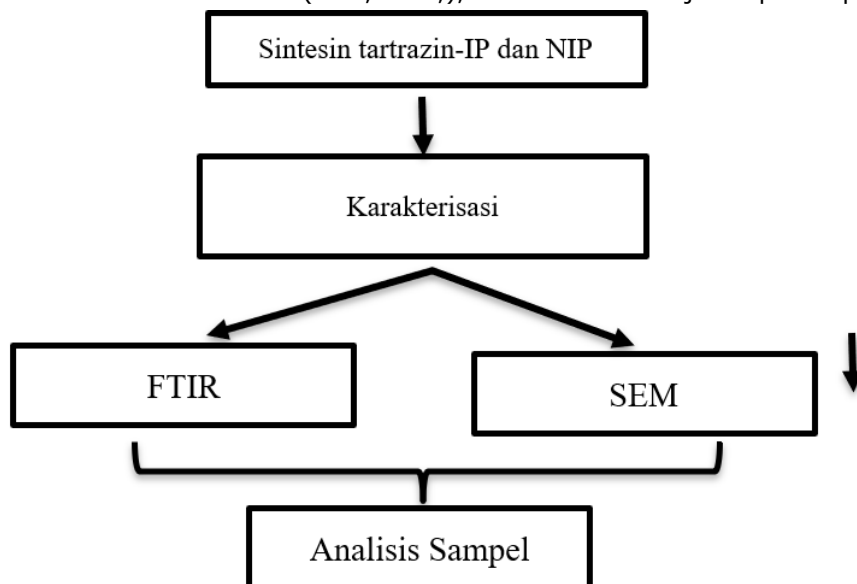 Sintesin tartrazin-IP dan NIP
Karakterisasi
FTIR
SEM
Analisis Sampel